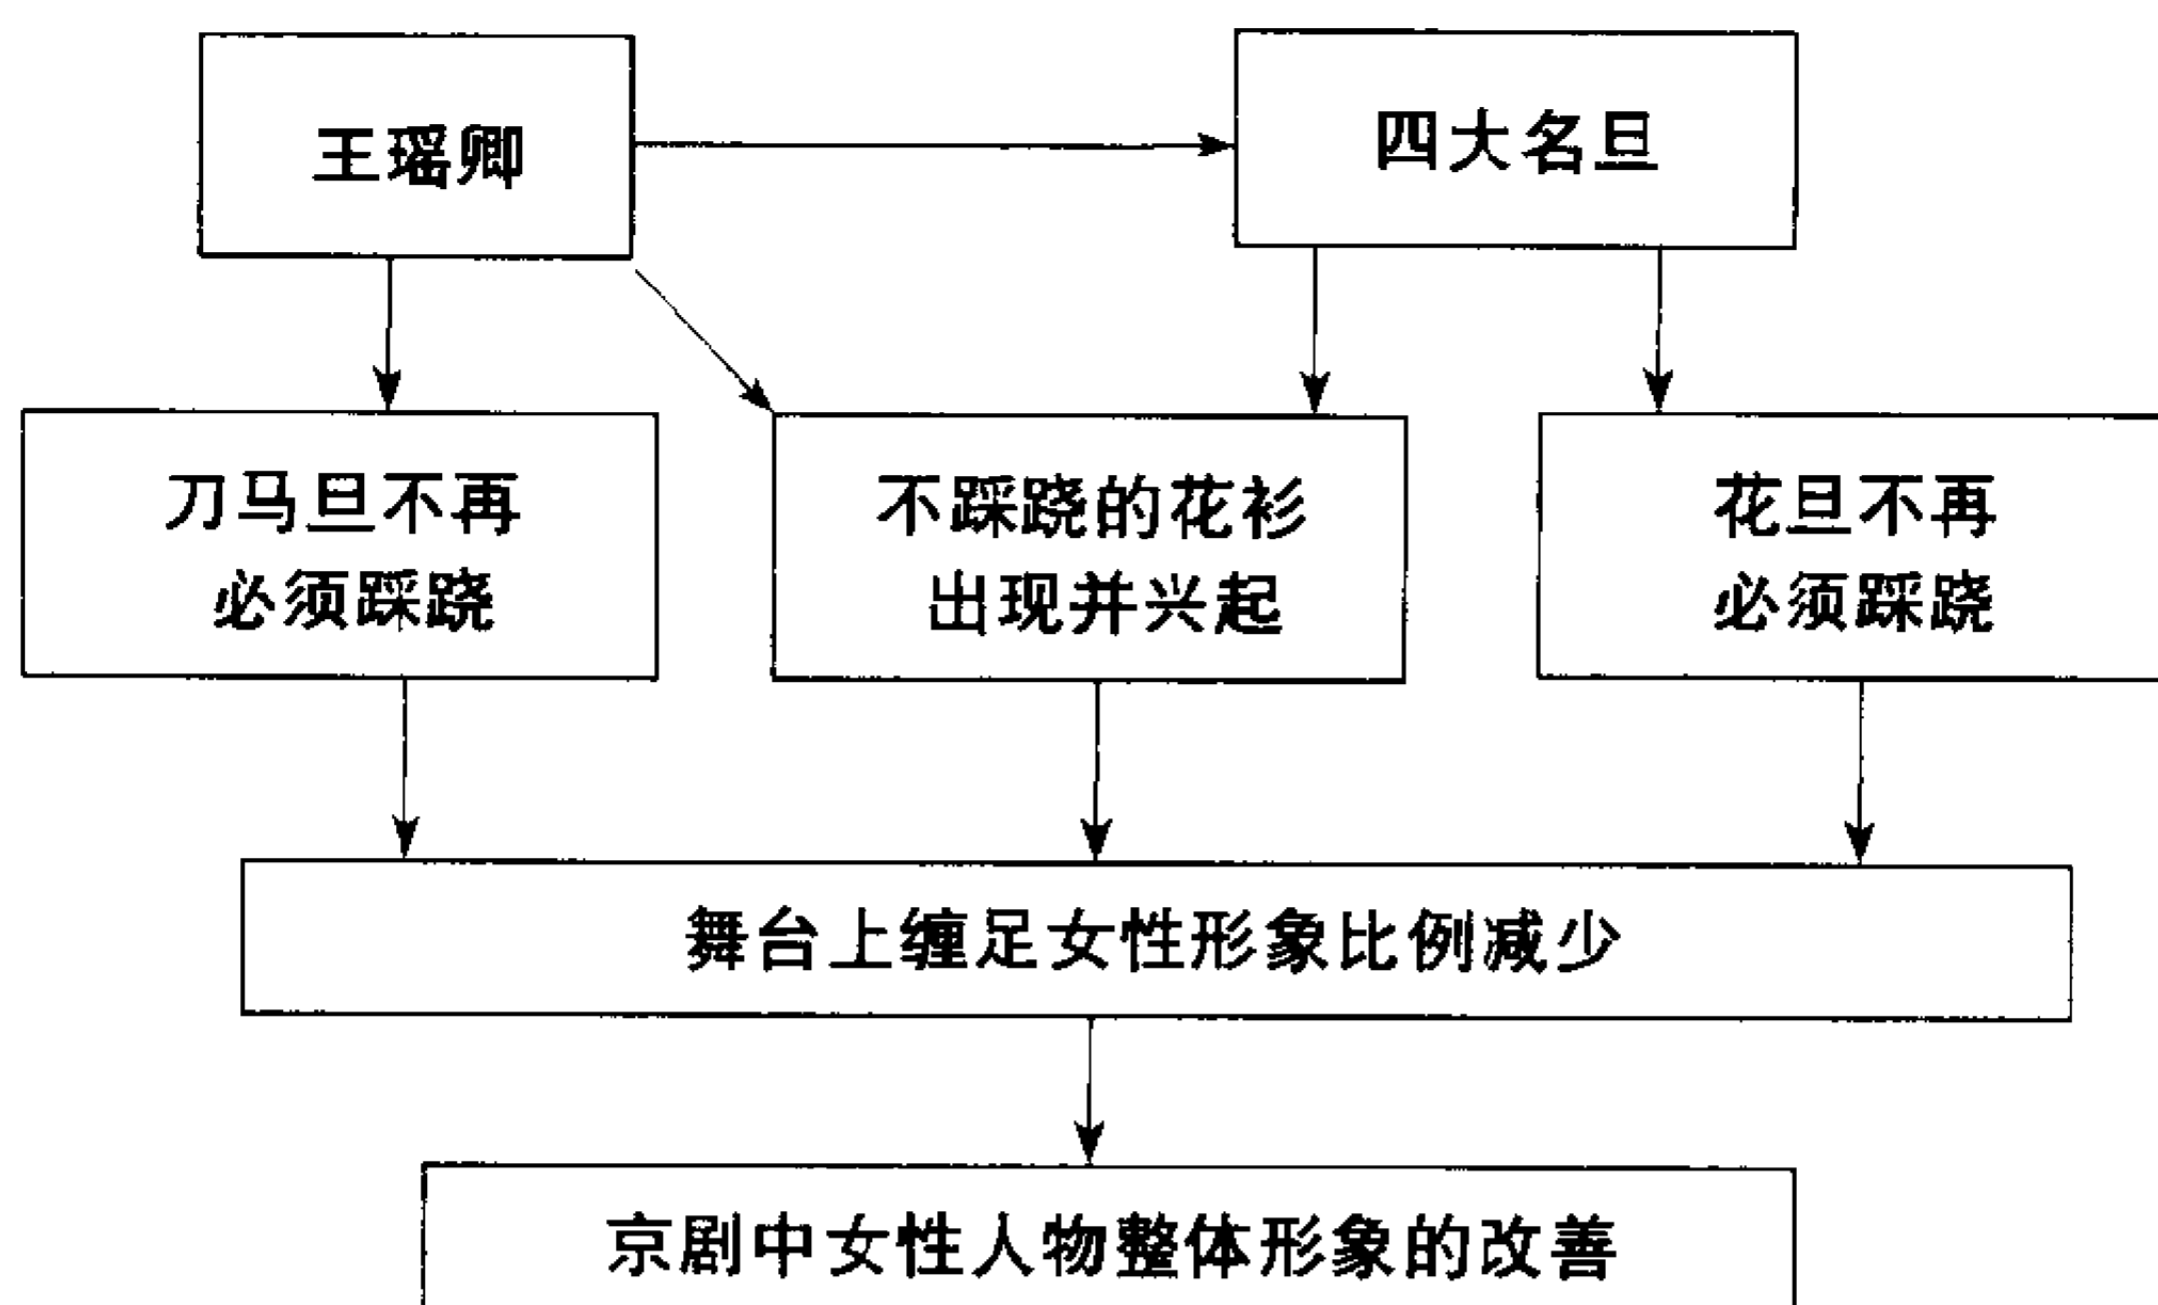 王瑶卿
四大名旦
刀马旦不再
必须踩跷
不踩跷的花衫
出现并兴起
花旦不再
必须踩跷
舞台上缠足女性形象比例减少
京剧中女性人物整体形象的改善